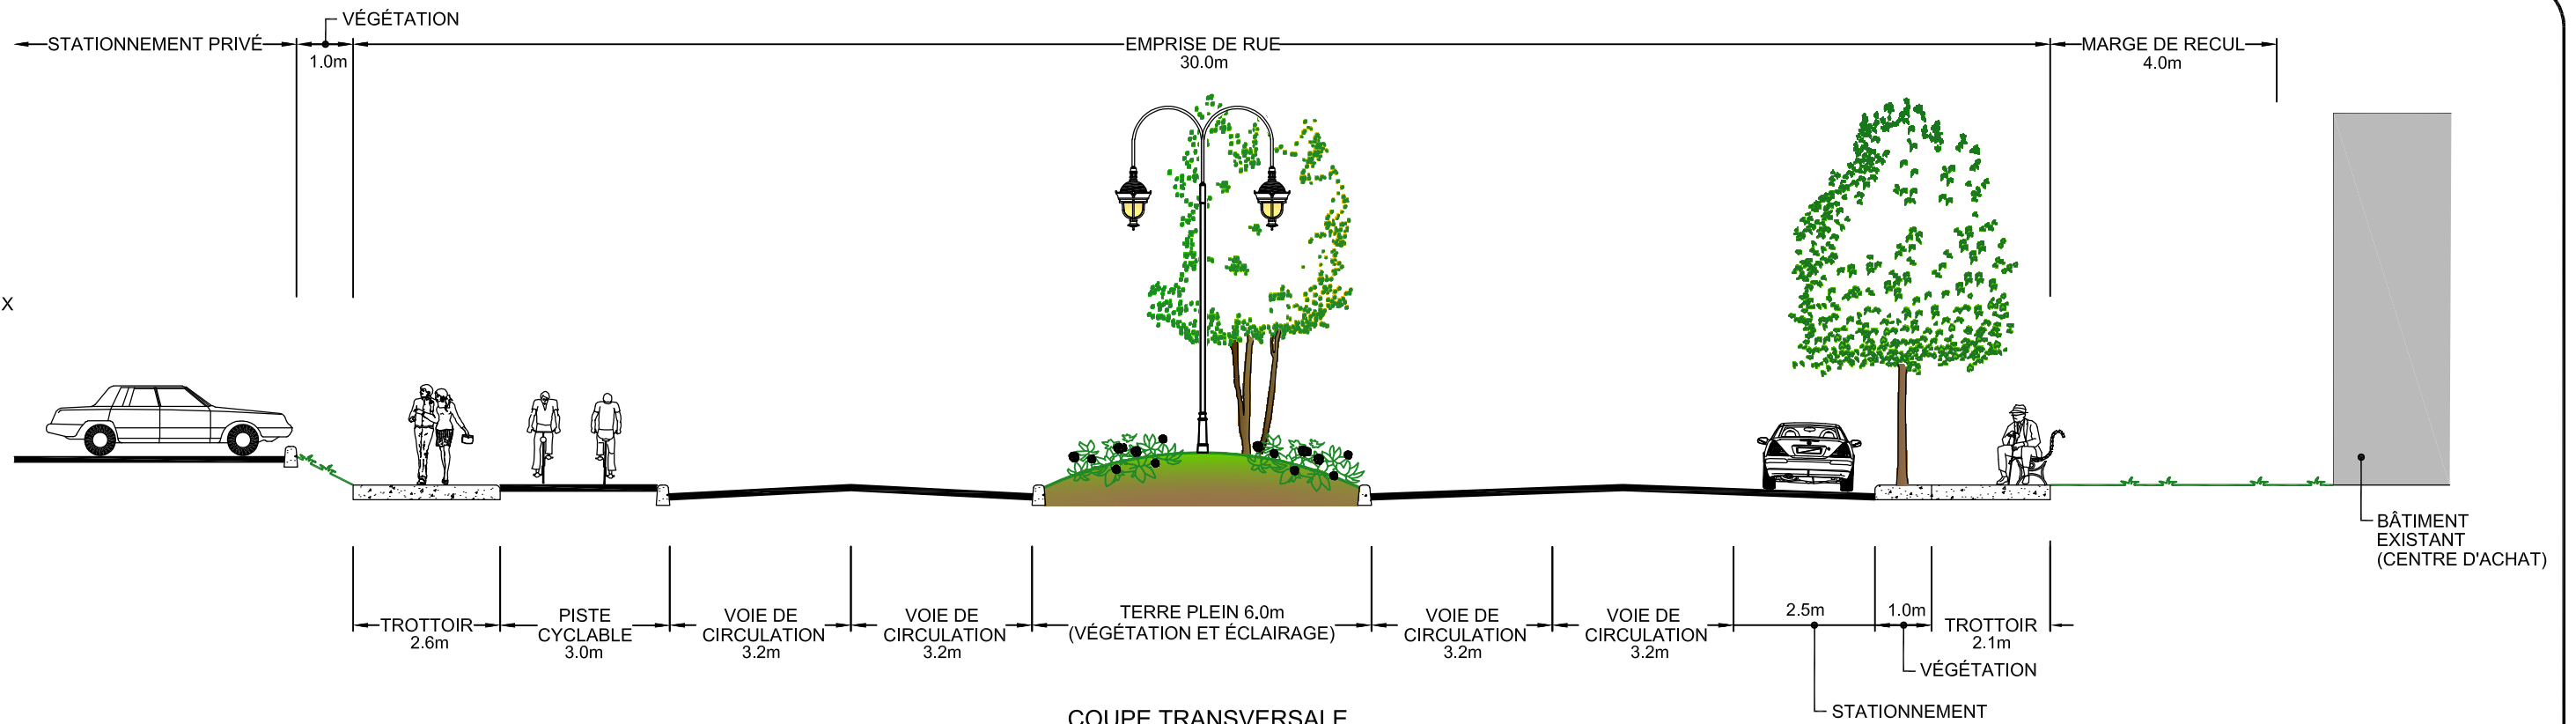 VÉGÉTATION
STATIONNEMENT PRIVÉ
1.0m
EMPRISE DE RUE
30.0m
MARGE DE RECUL
4.0m
X
BÂTIMENT
EXISTANT
(CENTRE D'ACHAT)
TROTTOIR
2.6m
PISTE
CYCLABLE
3.0m
VOIE DE
CIRCULATION
3.2m
VOIE DE
CIRCULATION
3.2m
TERRE PLEIN 6.0m
(VÉGÉTATION ET ÉCLAIRAGE)
VOIE DE
CIRCULATION
3.2m
VOIE DE
CIRCULATION
3.2m
2.5m
1.0m
TROTTOIR
2.1m
VÉGÉTATION
STATIONNEMENT
COUPE TRANSVERSALE